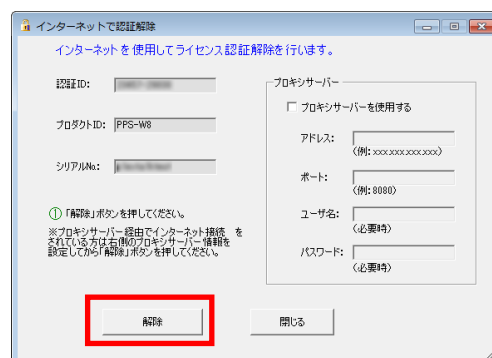 インターネットで認証解除
インターネットを使用してライセンス認証解除を行います。
認証ID:
プロダクトID: PPS-W8
シリアルNo.:
① 「解除」ボタンを押してください。
※プロキシサーバー経由でインターネット接続　を
されている方は右側のプロキシサーバー情報を
設定してから「解除」ボタンを押してください。
プロキシサーバー
プロキシサーバーを使用する
アドレス:
(例: xxx.xxx.xxx.xxx)
ポート:
(例: 8080)
ユーザ名:
(必要時)
パスワード:
(必要時)
解除
閉じる